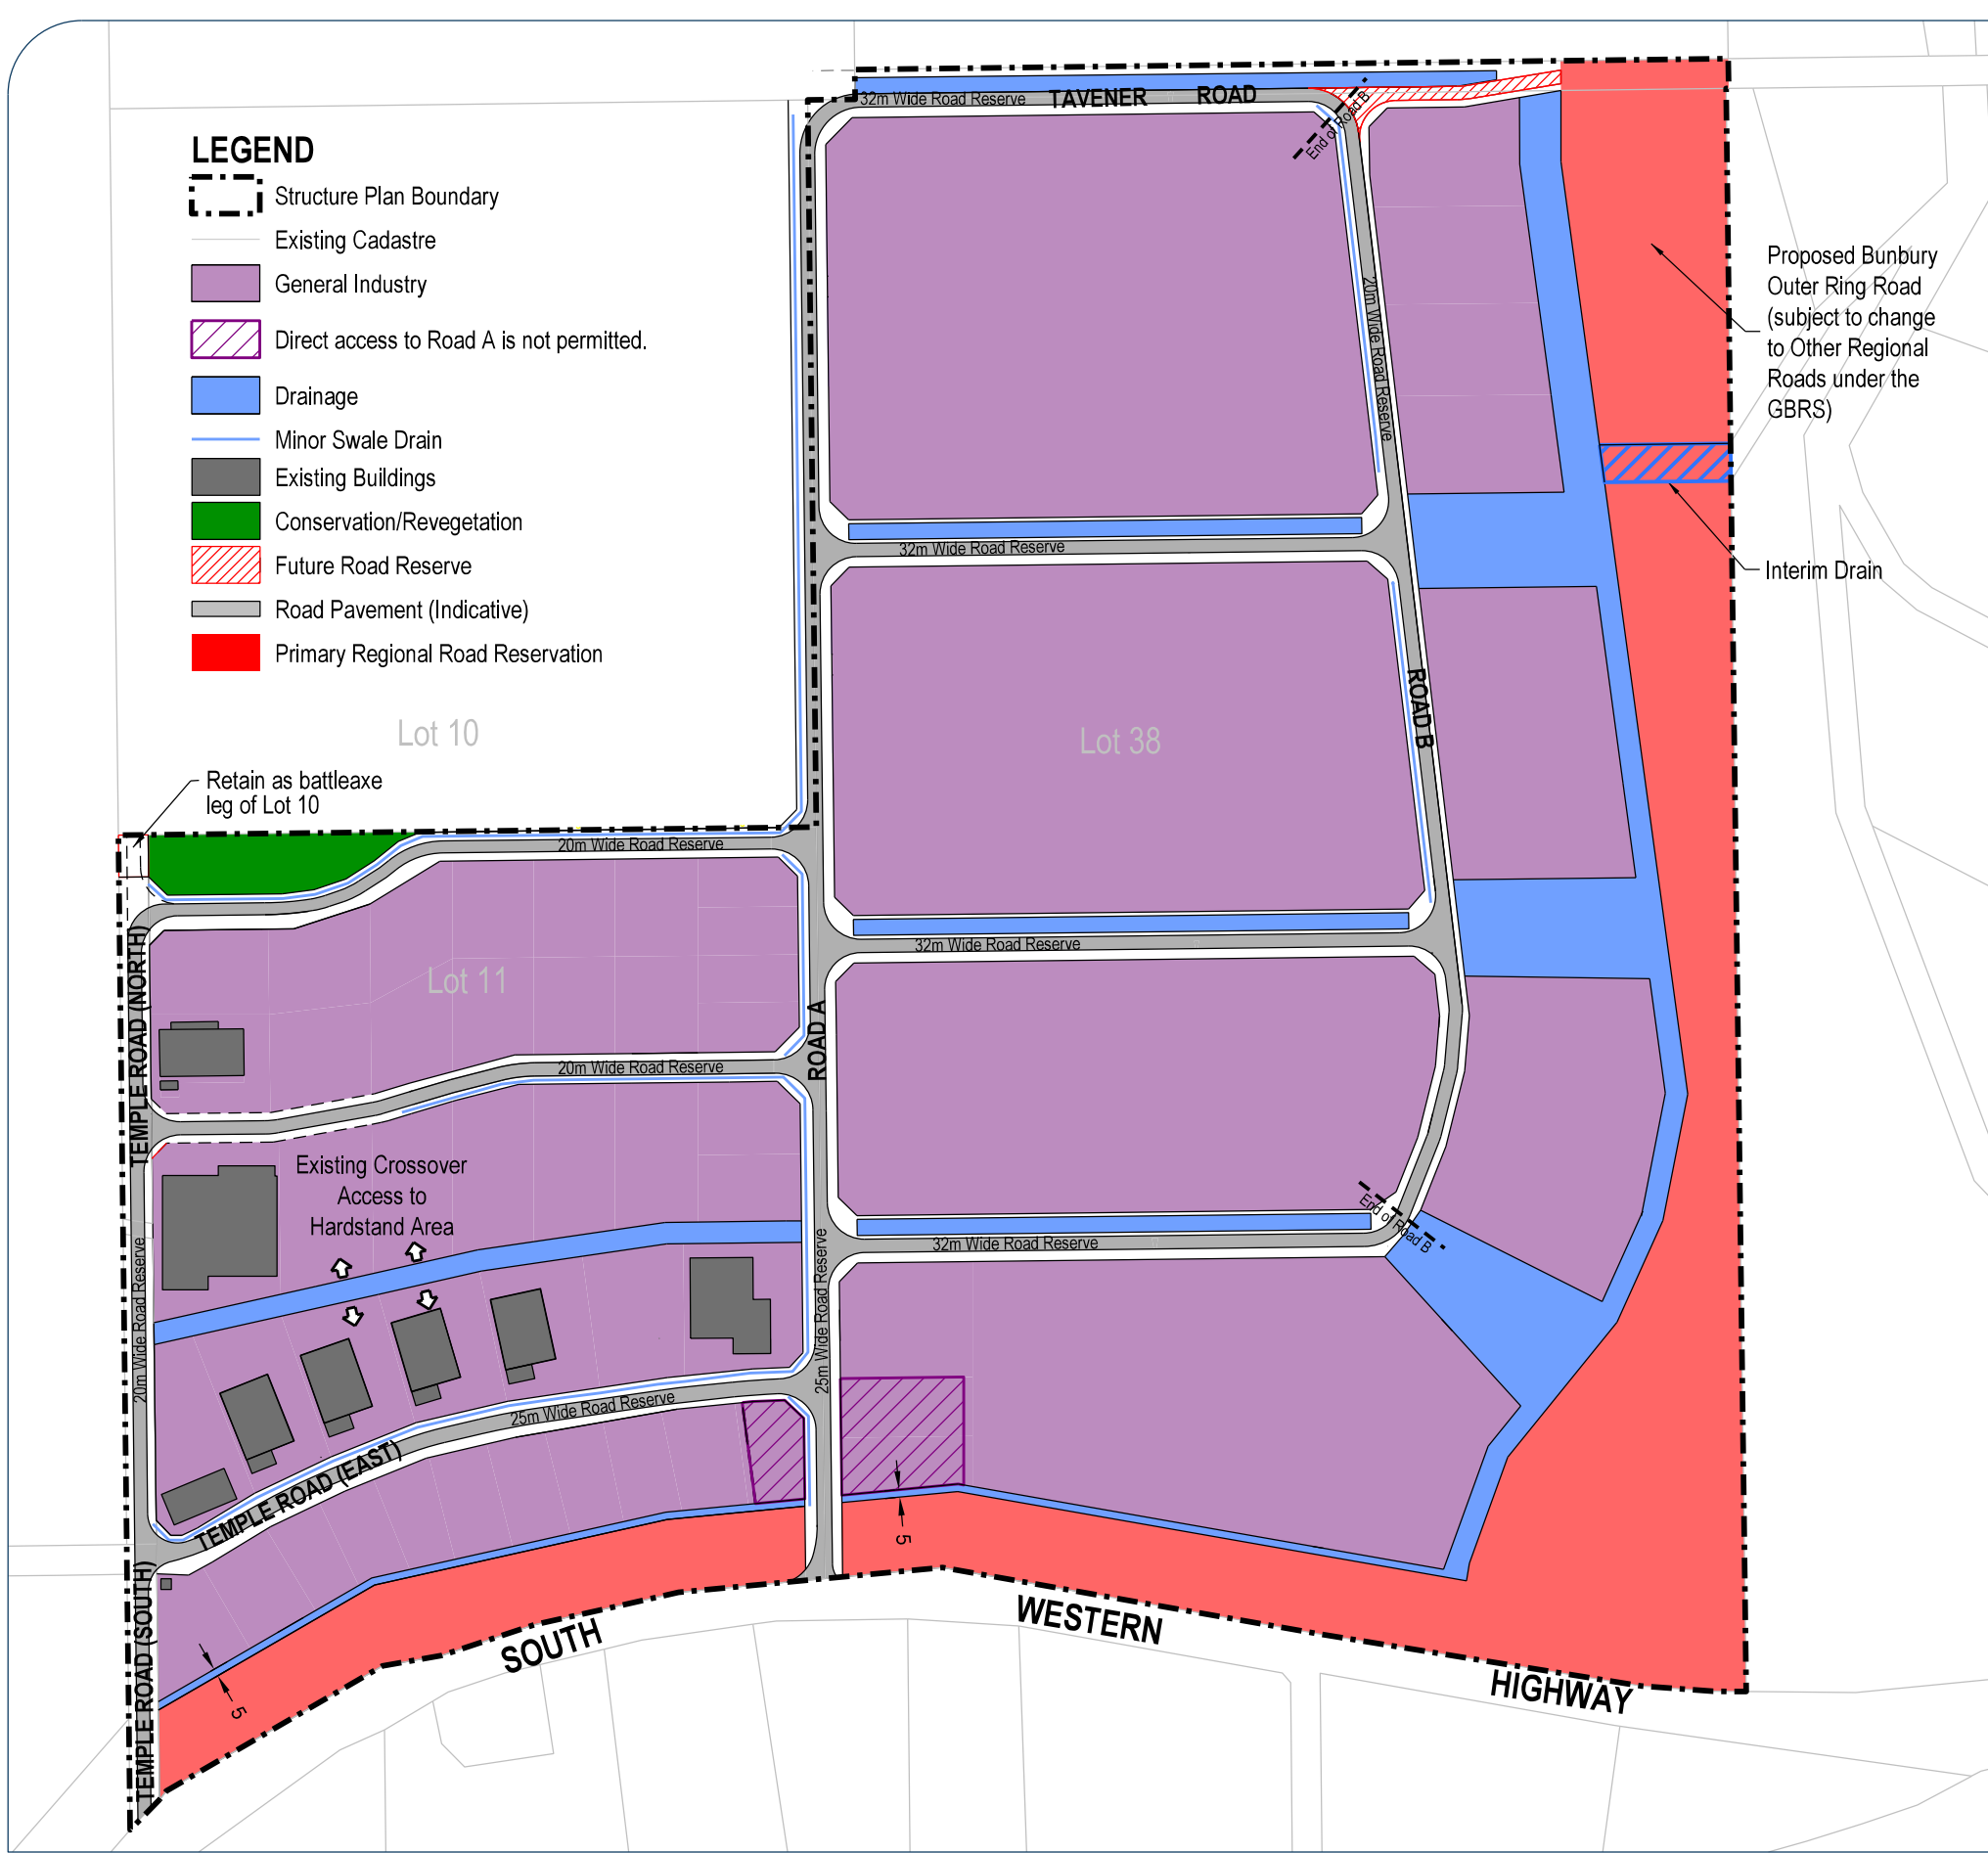 32m Wide Road Reserve
TAVENER ROAD
End of Road B
LEGEND
Structure Plan Boundary
Existing Cadastre
General Industry
Direct access to Road A is not permitted.
Drainage
Minor Swale Drain
Existing Buildings
Conservation/Revegetation
Future Road Reserve
Road Pavement (Indicative)
Primary Regional Road Reservation
Proposed Bunbury
Outer Ring Road
(subject to change
to Other Regional
Roads under the
GBRS)
20m Wide Road Reserve
32m Wide Road Reserve
Interim Drain
Lot 10
Lot 38
ROAD B
Retain as battleaxe
leg of Lot 10
20m Wide Road Reserve
32m Wide Road Reserve
Lot 11
TEMPLE ROAD (NORTH)
ROAD A
20m Wide Road Reserve
Existing Crossover
Access to
Hardstand Area
End of Road B
32m Wide Road Reserve
20m Wide Road Reserve
25m Wide Road Reserve
25m Wide Road Reserve
TEMPLE ROAD (EAST)
5
TEMPLE ROAD (SOUTH)
5
SOUTH
WESTERN
HIGHWAY